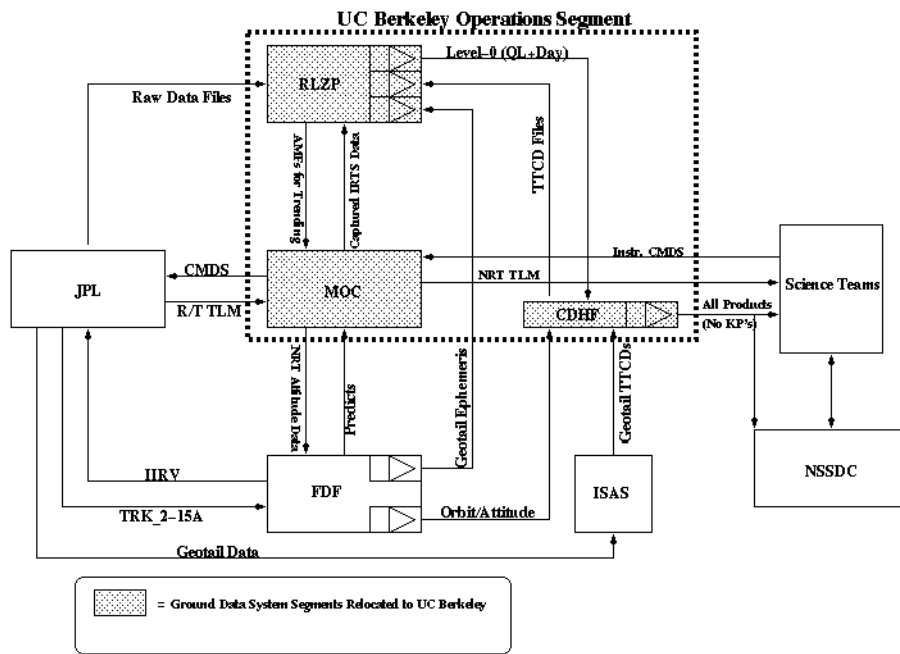 UC Berkeley Operations Segment
Level-0 (QL+Day)
RLZP
Raw Data Files
AMFs for Trending
Captured IRTS Data
TTCD Files
Instr. CMDS
CMDS
NRT TLM
JPL
MOC
Science Teams
R/T TLM
CDHF
All Products
(No KP's)
NRT Attitude Data
Predicts
Geotail Ephemeris
Geotail TTCDs
IIRV
FDF
ISAS
NSSDC
TRK_2-15A
Orbit/Attitude
Geotail Data
= Ground Data System Segments Relocated to UC Berkeley